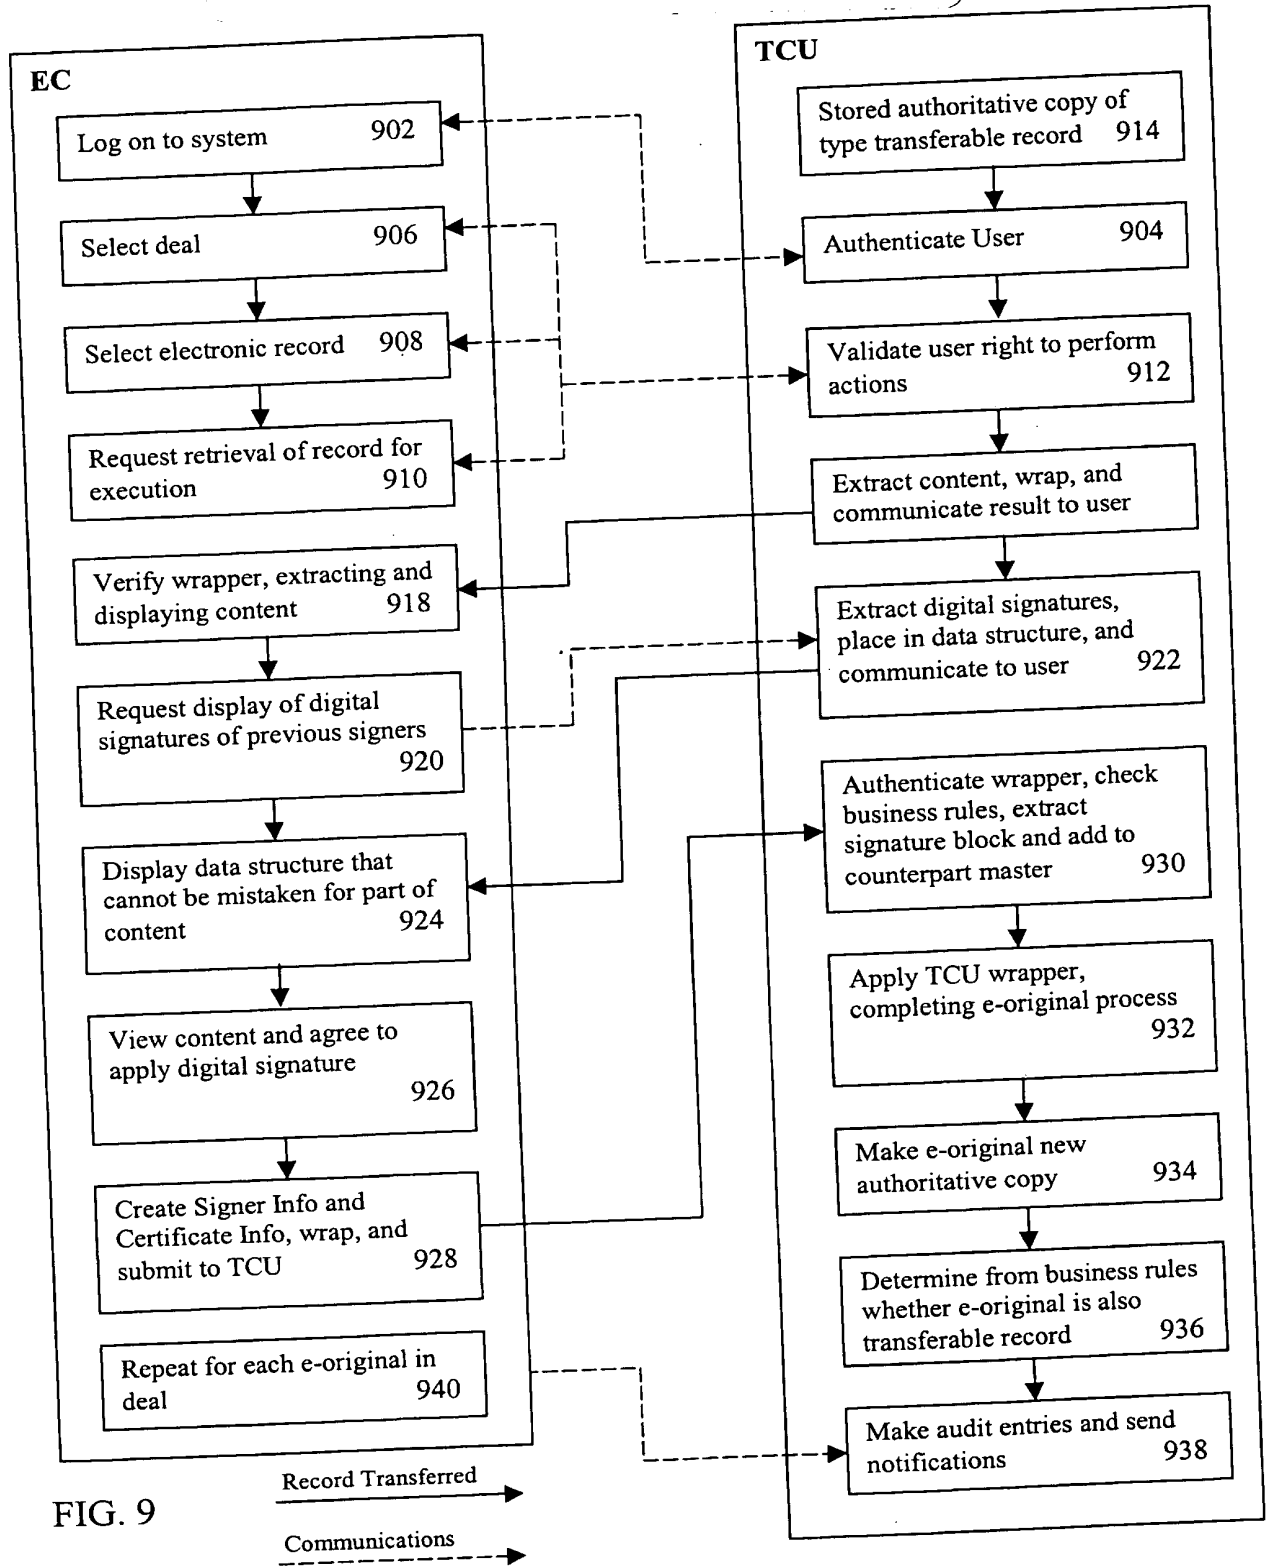 EC
Log on to system 902
Select deal 906
Select electronic record 908
Request retrieval of record for
execution 910
Verify wrapper, extracting and
displaying content 918
Request display of digital
signatures of previous signers
920
Display data structure that
cannot be mistaken for part of
content 924
View content and agree to
apply digital signature
926
Create Signer Info and
Certificate Info, wrap, and
submit to TCU 928
Repeat for each e-original in
deal 940
TCU
Stored authoritative copy of
type transferable record 914
Authenticate User 904
Validate user right to perform
actions 912
Extract content, wrap, and
communicate result to user
Extract digital signatures,
place in data structure, and
communicate to user 922
Authenticate wrapper, check
business rules, extract
signature block and add to
counterpart master 930
Apply TCU wrapper,
completing e-original process
932
Make e-original new
authoritative copy 934
Determine from business rules
whether e-original is also
transferable record 936
Make audit entries and send
notifications 938
Record Transferred
FIG. 9
Communications